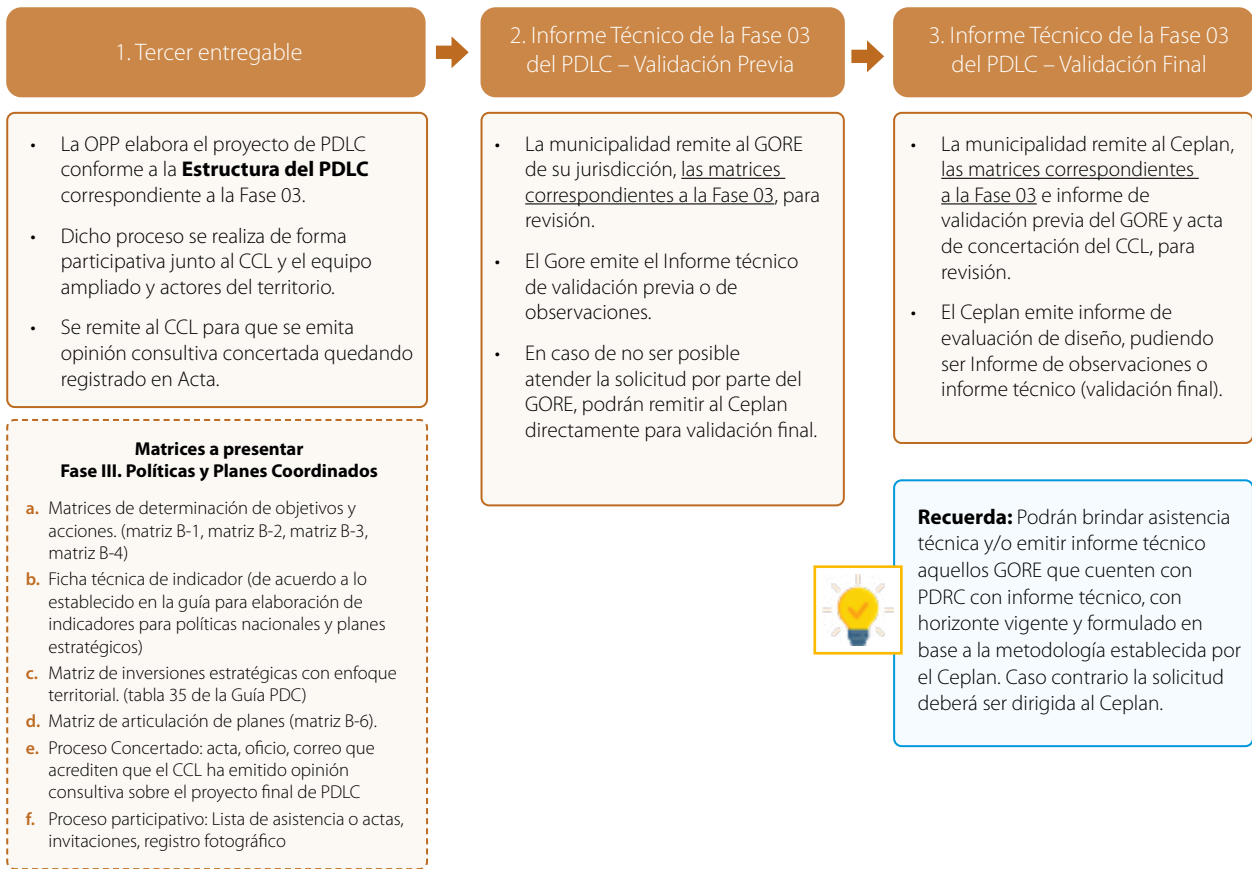 1. Tercer entregable
• La OPP elabora el proyecto de PDLC
conforme a la Estructura del PDLC
correspondiente a la Fase 03.
• Dicho proceso se realiza de forma
participativa junto al CCL y el equipo
ampliado y actores del territorio.
• Se remite al CCL para que se emita
opinión consultiva concertada quedando
registrado en Acta.
Matrices a presentar
Fase III. Políticas y Planes Coordinados
a. Matrices de determinación de objetivos y
acciones. (matriz B-1, matriz B-2, matriz B-3,
matriz B-4)
b. Ficha técnica de indicador (de acuerdo a lo
establecido en la guía para elaboración de
indicadores para políticas nacionales y planes
estratégicos)
c. Matriz de inversiones estratégicas con enfoque
territorial. (tabla 35 de la Guía PDC)
d. Matriz de articulación de planes (matriz B-6).
e. Proceso Concertado: acta, oficio, correo que
acrediten que el CCL ha emitido opinión
consultiva sobre el proyecto final de PDLC
f. Proceso participativo: Lista de asistencia o actas,
invitaciones, registro fotográfico
2. Informe Técnico de la Fase 03
del PDLC – Validación Previa
• La municipalidad remite al GORE
de su jurisdicción, las matrices
correspondientes a la Fase 03, para
revisión.
• El Gore emite el Informe técnico
de validación previa o de
observaciones.
• En caso de no ser posible
atender la solicitud por parte del
GORE, podrán remitir al Ceplan
directamente para validación final.
3. Informe Técnico de la Fase 03
del PDLC – Validación Final
• La municipalidad remite al Ceplan,
las matrices correspondientes
a la Fase 03 e informe de
validación previa del GORE y acta
de concertación del CCL, para
revisión.
• El Ceplan emite informe de
evaluación de diseño, pudiendo
ser Informe de observaciones o
informe técnico (validación final).
Recuerda: Podrán brindar asistencia
técnica y/o emitir informe técnico
aquellos GORE que cuenten con
PDRC con informe técnico, con
horizonte vigente y formulado en
base a la metodología establecida por
el Ceplan. Caso contrario la solicitud
deberá ser dirigida al Ceplan.